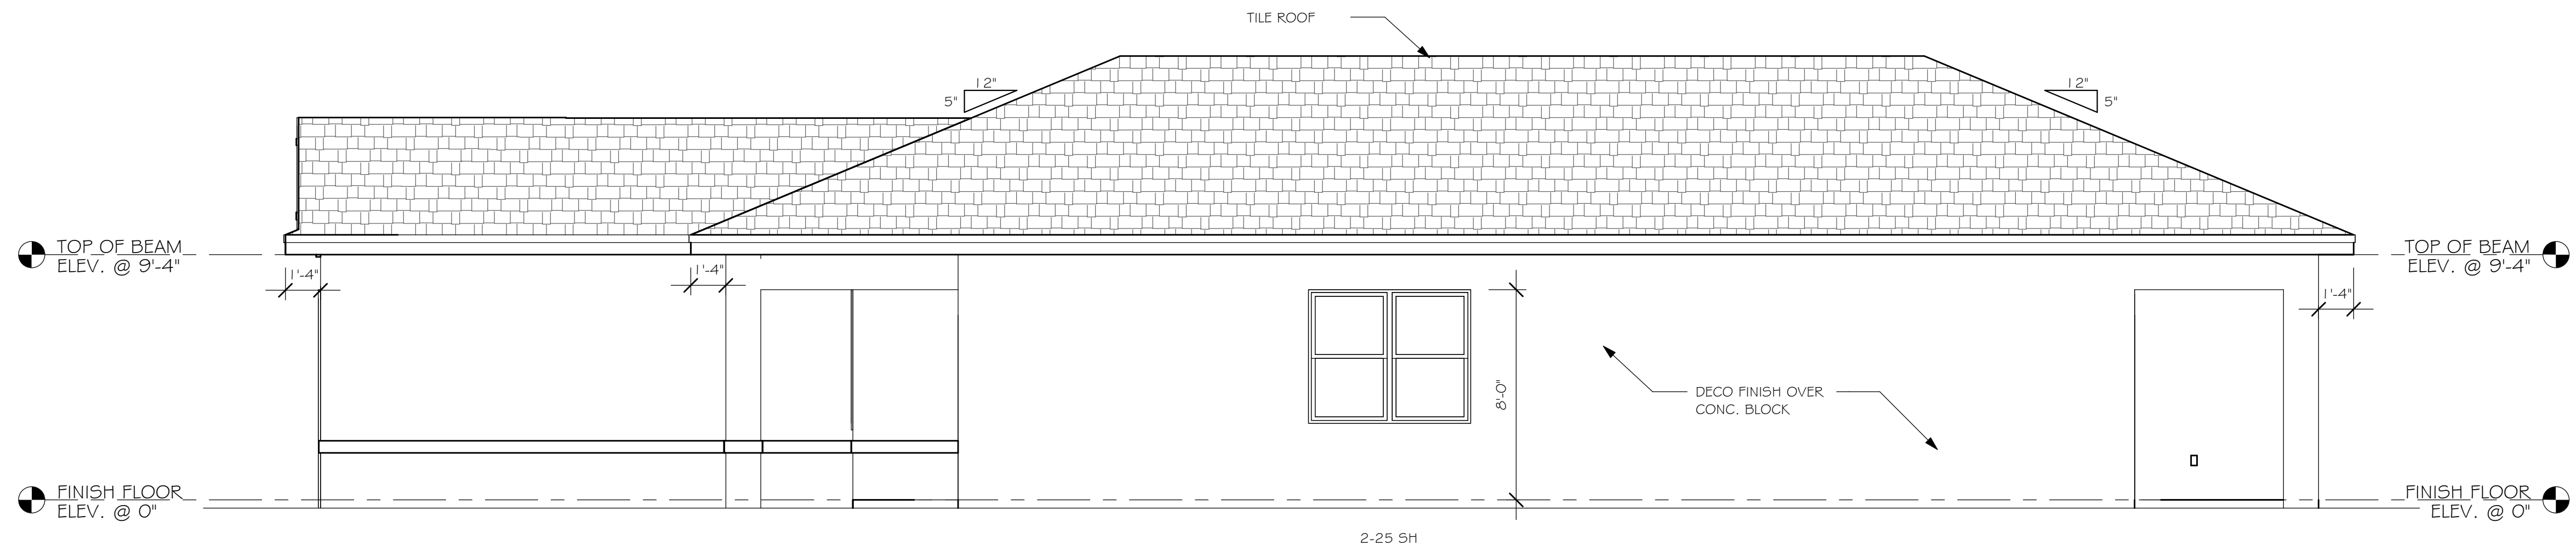 TILE ROOF
12"
5"
12"
5"
TOP OF BEAM
ELEV. @ 9'-4"
TOP OF BEAM
ELEV. @ 9'-4"
1'-4"
1'-4"
1'-4"
8'-0"
DECO FINISH OVER
CONC. BLOCK
FINISH FLOOR
ELEV. @ 0"
FINISH FLOOR
ELEV. @ 0"
2-25 SH